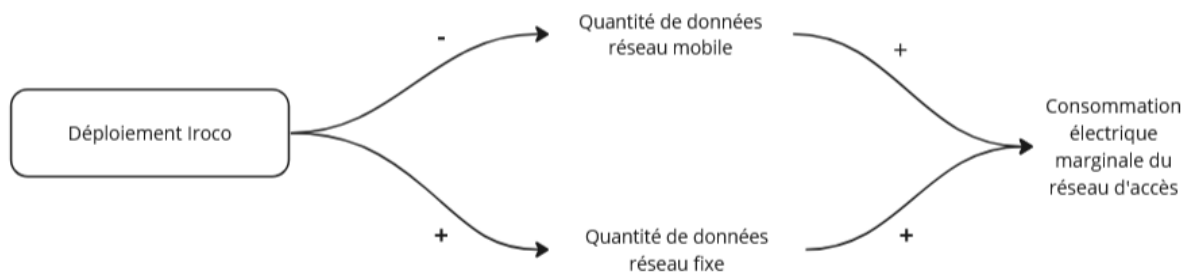 -
Quantité de données
réseau mobile
+
Déploiement Iroco
Consommation
électrique
marginale du
réseau d'accès
+
Quantité de données
réseau fixe
+